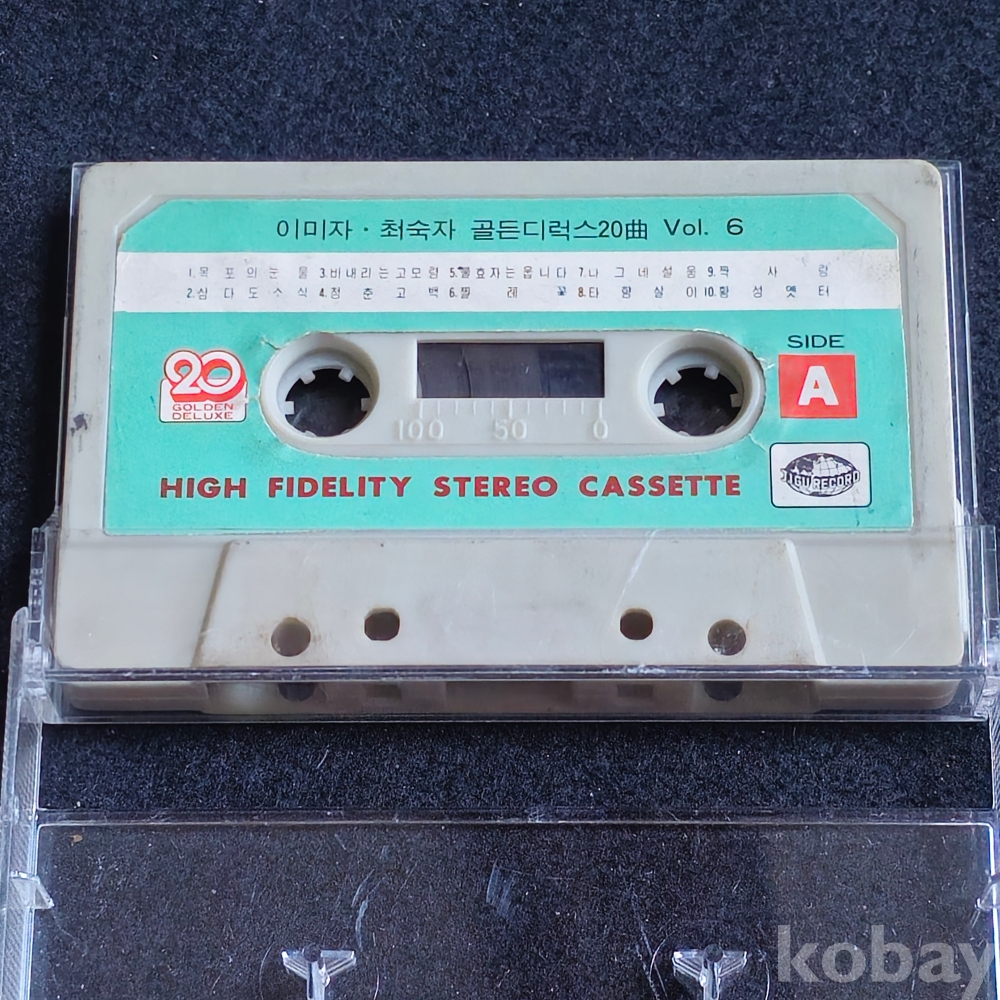 이미자 · 최숙자 골든디럭스20曲 Vol. 6
1.목포의눈물 3.비내리는고모령 5.불효자는웁니다 7.나그네설움 9.짝사랑
2.삼다도소식 4.청춘고백 6.찔레꽃 8.타향살이 10.황성옛터
SIDE
A
20
GOLDEN
DELUXE
100 50 0
HIGH FIDELITY STEREO CASSETTE
JIGU RECORD
kobay